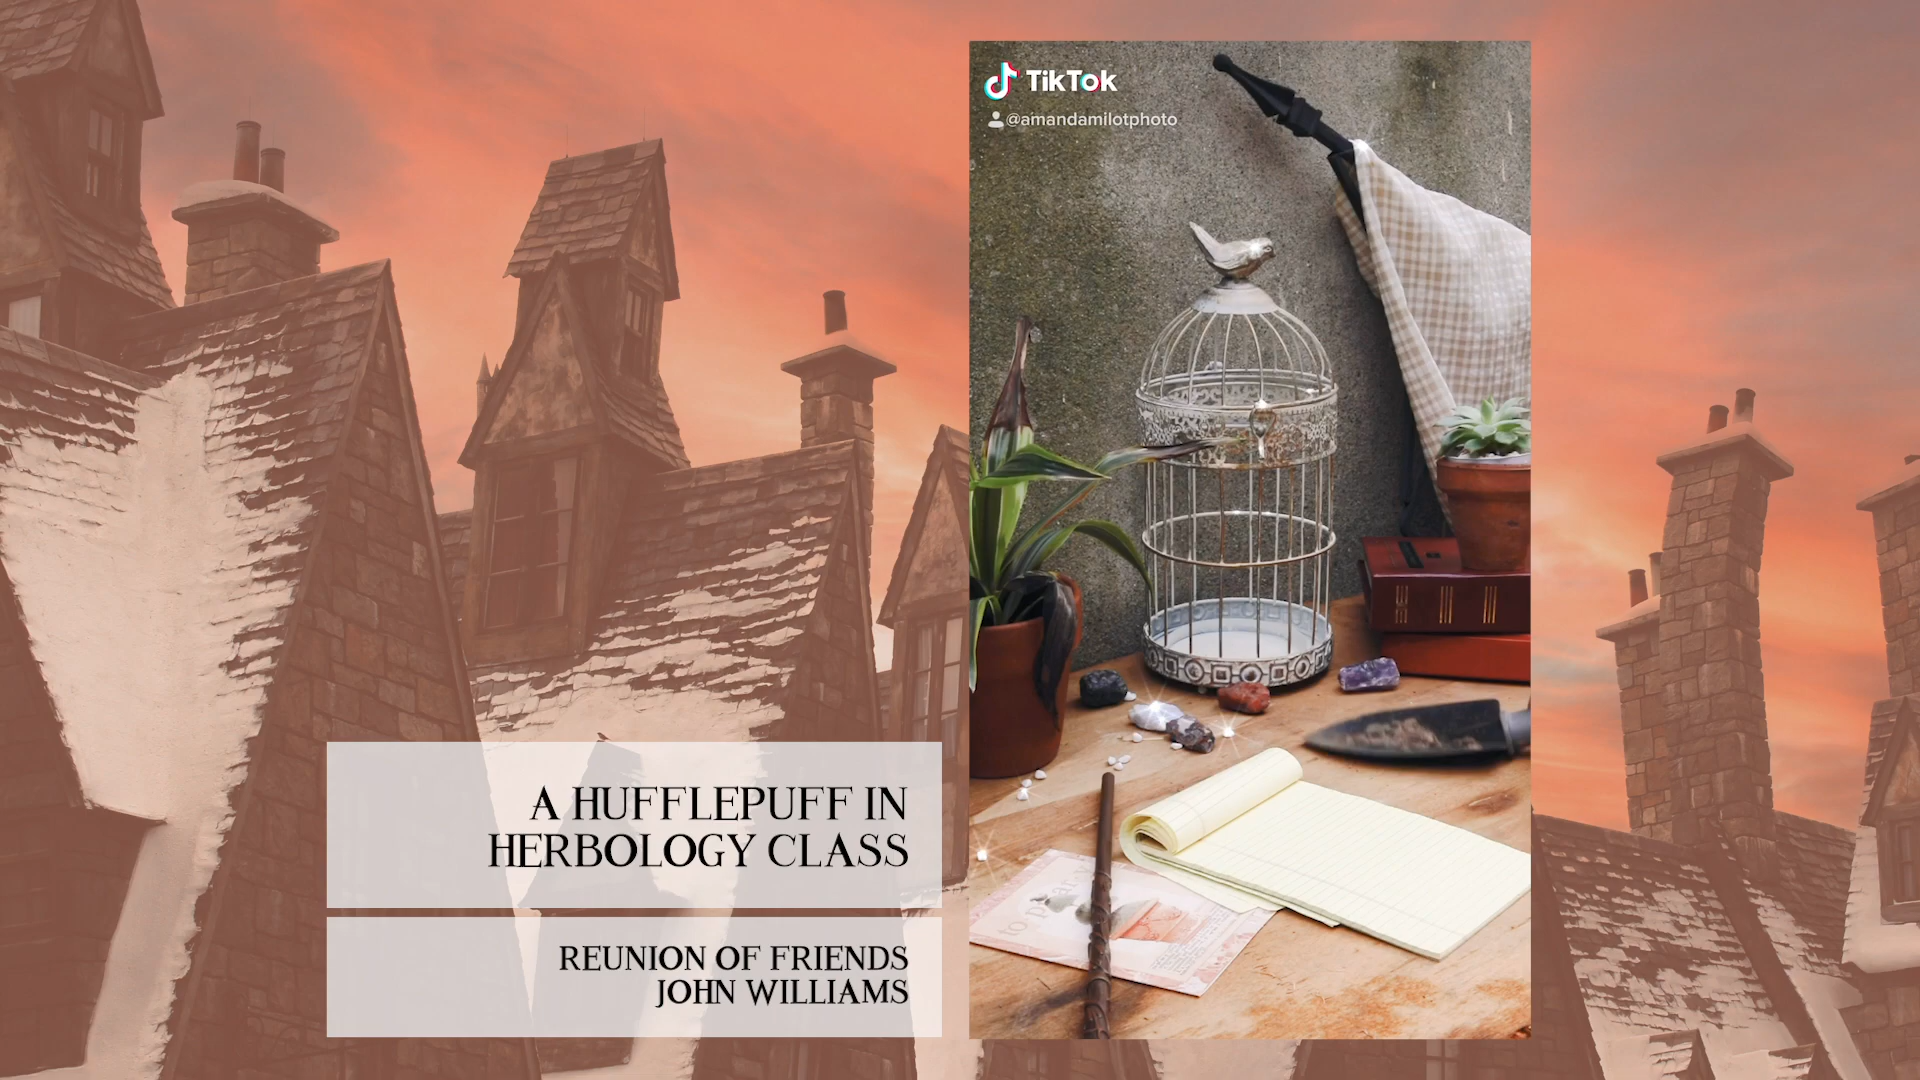 TikTok
@amandamilotphoto
A HUFFLEPUFF IN
HERBOLOGY CLASS
REUNION OF FRIENDS
JOHN WILLIAMS